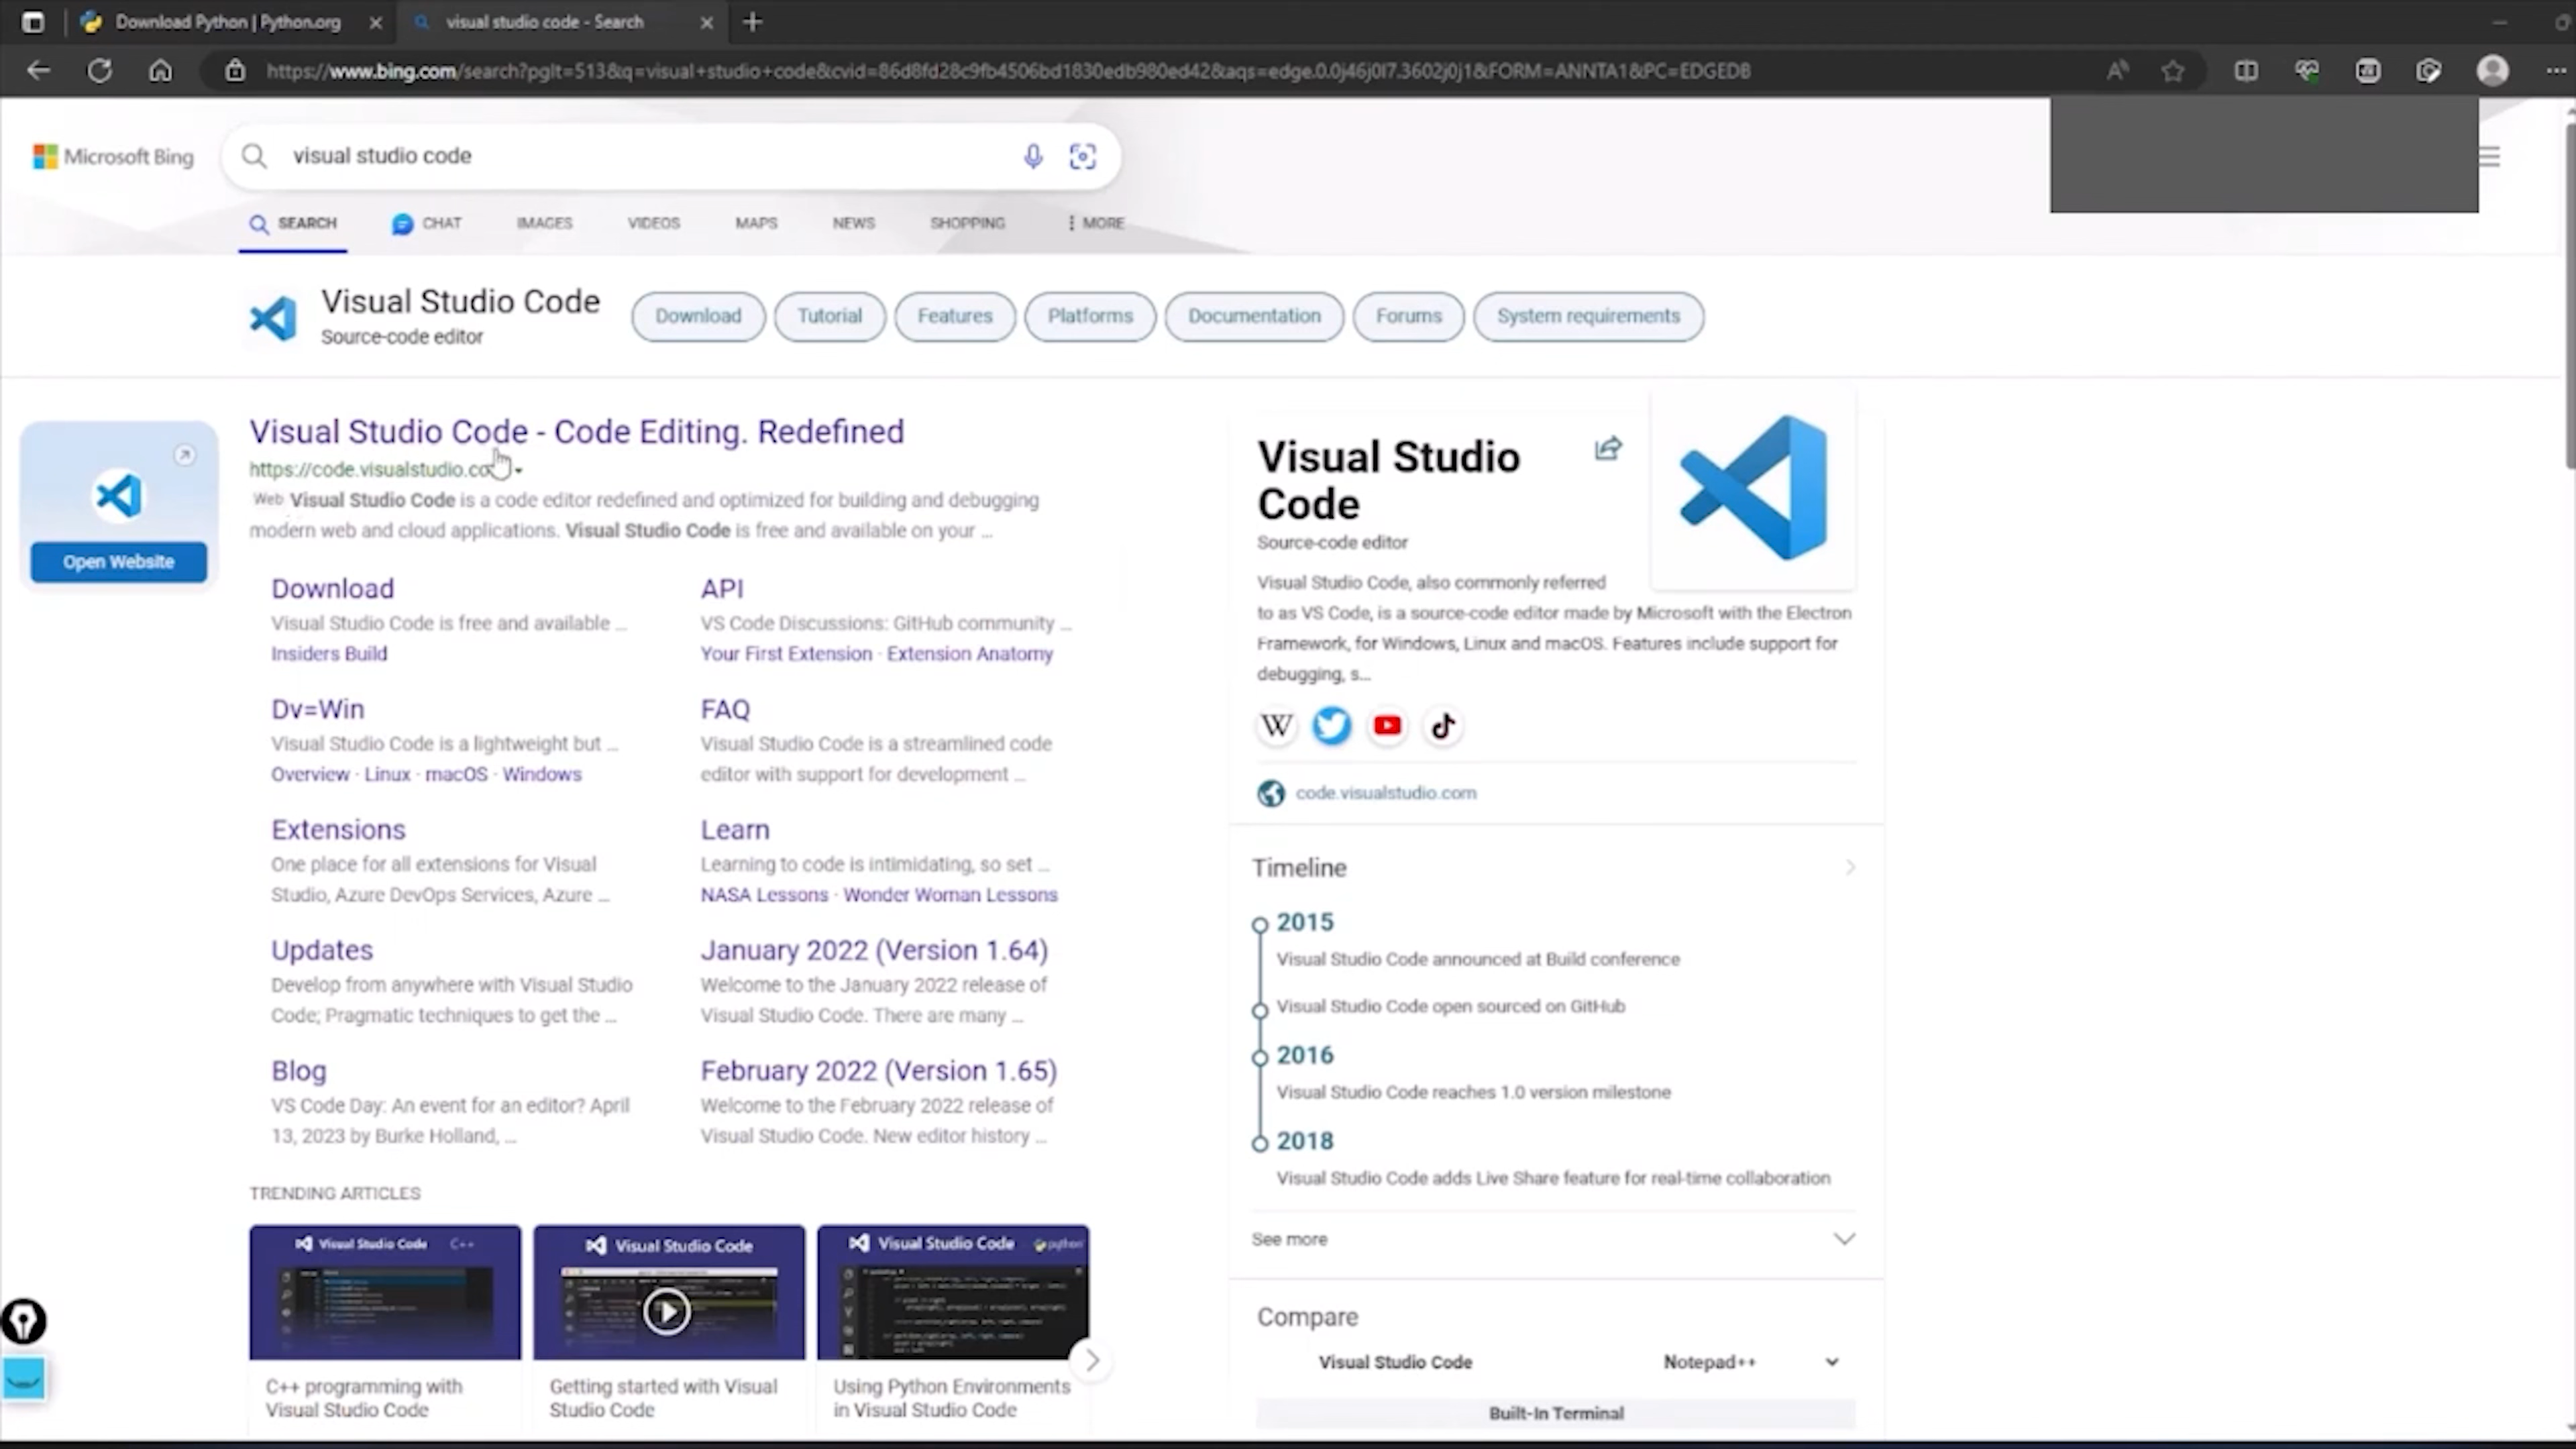 Download Python | Python.org
visual studio code - Search
https://www.bing.com/search?pglt=513&q=visual+studio+code&cvid=86d8fd28c9fb4506bd1830edb980ed42&aqs=edge.0.0j46j0l7.3602j0j1&FORM=ANNTA1&PC=EDGEDB
Microsoft Bing
visual studio code
SEARCH
CHAT
IMAGES
VIDEOS
MAPS
NEWS
SHOPPING
MORE
Visual Studio Code
Source-code editor
Download
Tutorial
Features
Platforms
Documentation
Forums
System requirements
Open Website
Visual Studio Code - Code Editing. Redefined
https://code.visualstudio.co
Web Visual Studio Code is a code editor redefined and optimized for building and debugging
modern web and cloud applications. Visual Studio Code is free and available on your ...
Download
Visual Studio Code is free and available ...
Insiders Build
API
VS Code Discussions: GitHub community ...
Your First Extension · Extension Anatomy
Dv=Win
Visual Studio Code is a lightweight but ...
Overview · Linux · macOS · Windows
FAQ
Visual Studio Code is a streamlined code
editor with support for development ...
Extensions
One place for all extensions for Visual
Studio, Azure DevOps Services, Azure ...
Learn
Learning to code is intimidating, so set ...
NASA Lessons · Wonder Woman Lessons
Updates
Develop from anywhere with Visual Studio
Code; Pragmatic techniques to get the ...
January 2022 (Version 1.64)
Welcome to the January 2022 release of
Visual Studio Code. There are many ...
Blog
VS Code Day: An event for an editor? April
13, 2023 by Burke Holland, ...
February 2022 (Version 1.65)
Welcome to the February 2022 release of
Visual Studio Code. New editor history ...
TRENDING ARTICLES
Visual Studio Code C++
C++ programming with
Visual Studio Code
Visual Studio Code
Getting started with Visual
Studio Code
Visual Studio Code python
Using Python Environments
in Visual Studio Code
Visual Studio
Code
Source-code editor
Visual Studio Code, also commonly referred
to as VS Code, is a source-code editor made by Microsoft with the Electron
Framework, for Windows, Linux and macOS. Features include support for
debugging, s...
W
code.visualstudio.com
Timeline
2015
Visual Studio Code announced at Build conference
Visual Studio Code open sourced on GitHub
2016
Visual Studio Code reaches 1.0 version milestone
2018
Visual Studio Code adds Live Share feature for real-time collaboration
See more
Compare
Visual Studio Code
Notepad++
Built-In Terminal